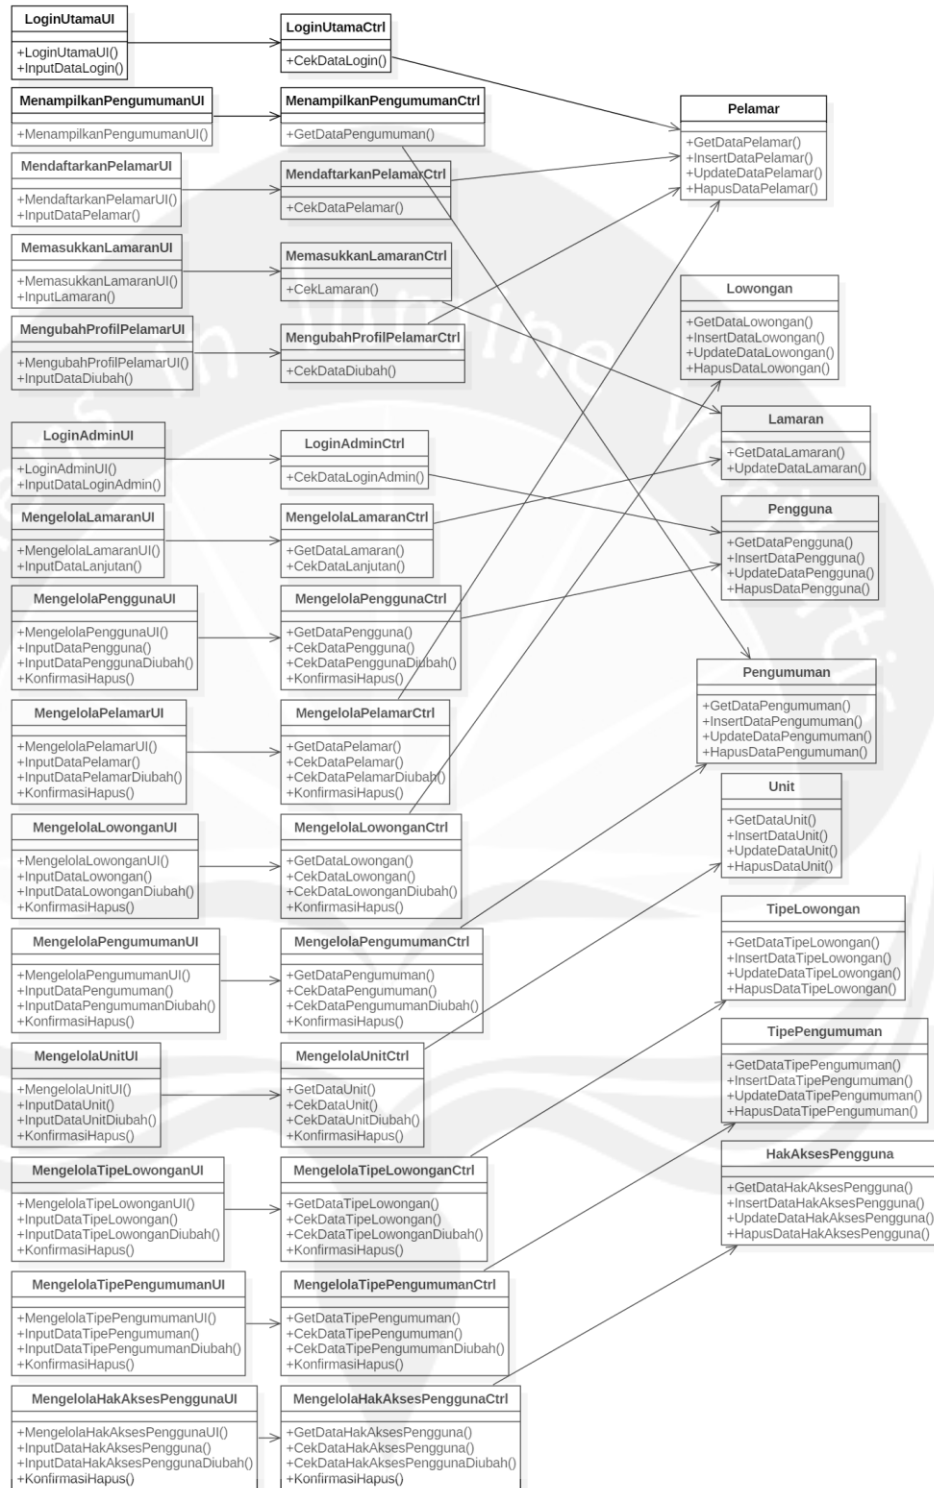 LoginUtamaUI
+LoginUtamaUI()
+InputDataLogin()
LoginUtamaCtrl
+CekDataLogin()
MenampilkanPengumumanUI
+MenampilkanPengumumanUI()
MenampilkanPengumumanCtrl
+GetDataPengumuman()
MendaftarkanPelamarUI
+MendaftarkanPelamarUI()
+InputDataPelamar()
MendaftarkanPelamarCtrl
+CekDataPelamar()
MemasukkanLamaranUI
+MemasukkanLamaranUI()
+InputLamaran()
MemasukkanLamaranCtrl
+CekLamaran()
MengubahProfilPelamarUI
+MengubahProfilPelamarUI()
+InputDataDiubah()
MengubahProfilPelamarCtrl
+CekDataDiubah()
LoginAdminUI
+LoginAdminUI()
+InputDataLoginAdmin()
LoginAdminCtrl
+CekDataLoginAdmin()
MengelolaLamaranUI
+MengelolaLamaranUI()
+InputDataLanjutan()
MengelolaLamaranCtrl
+GetDataLamaran()
+CekDataLanjutan()
MengelolaPenggunaUI
+MengelolaPenggunaUI()
+InputDataPengguna()
+InputDataPenggunaDiubah()
+KonfirmasiHapus()
MengelolaPenggunaCtrl
+GetDataPengguna()
+CekDataPengguna()
+CekDataPenggunaDiubah()
+KonfirmasiHapus()
MengelolaPelamarUI
+MengelolaPelamarUI()
+InputDataPelamar()
+InputDataPelamarDiubah()
+KonfirmasiHapus()
MengelolaPelamarCtrl
+GetDataPelamar()
+CekDataPelamar()
+CekDataPelamarDiubah()
+KonfirmasiHapus()
MengelolaLowonganUI
+MengelolaLowonganUI()
+InputDataLowongan()
+InputDataLowonganDiubah()
+KonfirmasiHapus()
MengelolaLowonganCtrl
+GetDataLowongan()
+CekDataLowongan()
+CekDataLowonganDiubah()
+KonfirmasiHapus()
MengelolaPengumumanUI
+MengelolaPengumumanUI()
+InputDataPengumuman()
+InputDataPengumumanDiubah()
+KonfirmasiHapus()
MengelolaPengumumanCtrl
+GetDataPengumuman()
+CekDataPengumuman()
+CekDataPengumumanDiubah()
+KonfirmasiHapus()
MengelolaUnitUI
+MengelolaUnitUI()
+InputDataUnit()
+InputDataUnitDiubah()
+KonfirmasiHapus()
MengelolaUnitCtrl
+GetDataUnit()
+CekDataUnit()
+CekDataUnitDiubah()
+KonfirmasiHapus()
MengelolaTipeLowonganUI
+MengelolaTipeLowonganUI()
+InputDataTipeLowongan()
+InputDataTipeLowonganDiubah()
+KonfirmasiHapus()
MengelolaTipeLowonganCtrl
+GetDataTipeLowongan()
+CekDataTipeLowongan()
+CekDataTipeLowonganDiubah()
+KonfirmasiHapus()
MengelolaTipePengumumanUI
+MengelolaTipePengumumanUI()
+InputDataTipePengumuman()
+InputDataTipePengumumanDiubah()
+KonfirmasiHapus()
MengelolaTipePengumumanCtrl
+GetDataTipePengumuman()
+CekDataTipePengumuman()
+CekDataTipePengumumanDiubah()
+KonfirmasiHapus()
MengelolaHakAksesPenggunaUI
+MengelolaHakAksesPenggunaUI()
+InputDataHakAksesPengguna()
+InputDataHakAksesPenggunaDiubah()
+KonfirmasiHapus()
MengelolaHakAksesPenggunaCtrl
+GetDataHakAksesPengguna()
+CekDataHakAksesPengguna()
+CekDataHakAksesPenggunaDiubah()
+KonfirmasiHapus()
Pelamar
+GetDataPelamar()
+InsertDataPelamar()
+UpdateDataPelamar()
+HapusDataPelamar()
Lowongan
+GetDataLowongan()
+InsertDataLowongan()
+UpdateDataLowongan()
+HapusDataLowongan()
Lamaran
+GetDataLamaran()
+UpdateDataLamaran()
Pengguna
+GetDataPengguna()
+InsertDataPengguna()
+UpdateDataPengguna()
+HapusDataPengguna()
Pengumuman
+GetDataPengumuman()
+InsertDataPengumuman()
+UpdateDataPengumuman()
+HapusDataPengumuman()
Unit
+GetDataUnit()
+InsertDataUnit()
+UpdateDataUnit()
+HapusDataUnit()
TipeLowongan
+GetDataTipeLowongan()
+InsertDataTipeLowongan()
+UpdateDataTipeLowongan()
+HapusDataTipeLowongan()
TipePengumuman
+GetDataTipePengumuman()
+InsertDataTipePengumuman()
+UpdateDataTipePengumuman()
+HapusDataTipePengumuman()
HakAksesPengguna
+GetDataHakAksesPengguna()
+InsertDataHakAksesPengguna()
+UpdateDataHakAksesPengguna()
+HapusDataHakAksesPengguna()
in lumine